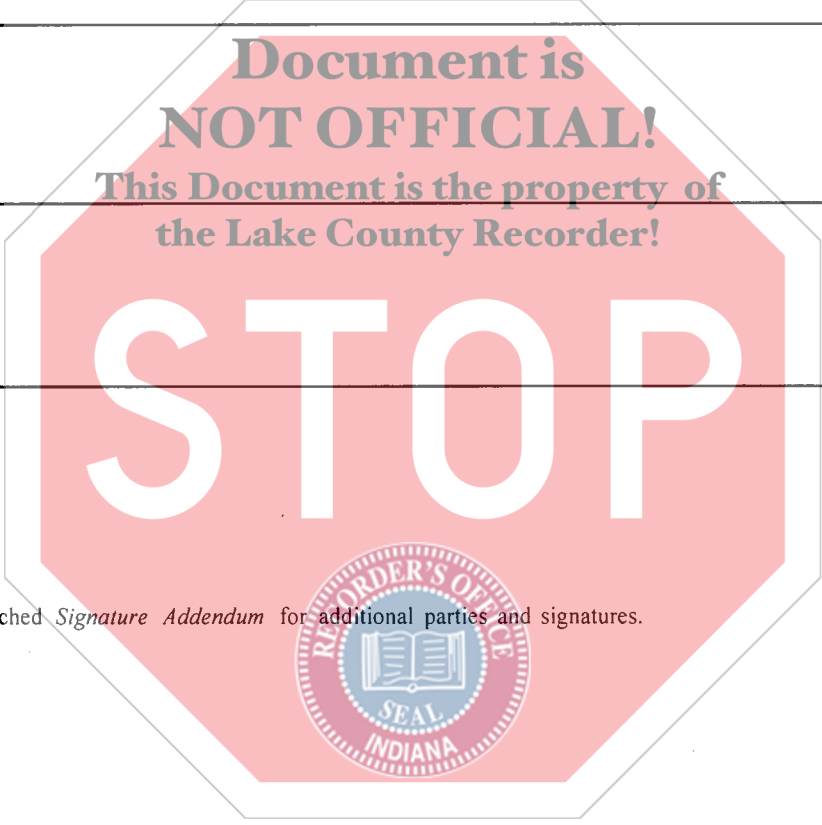 Document is
NOT OFFICIAL!
This Document is the property of
the Lake County Recorder!
STOP
ched Signature Addendum for additional parties and signatures.
RECORDER'S OFFICE
SEAL
INDIANA